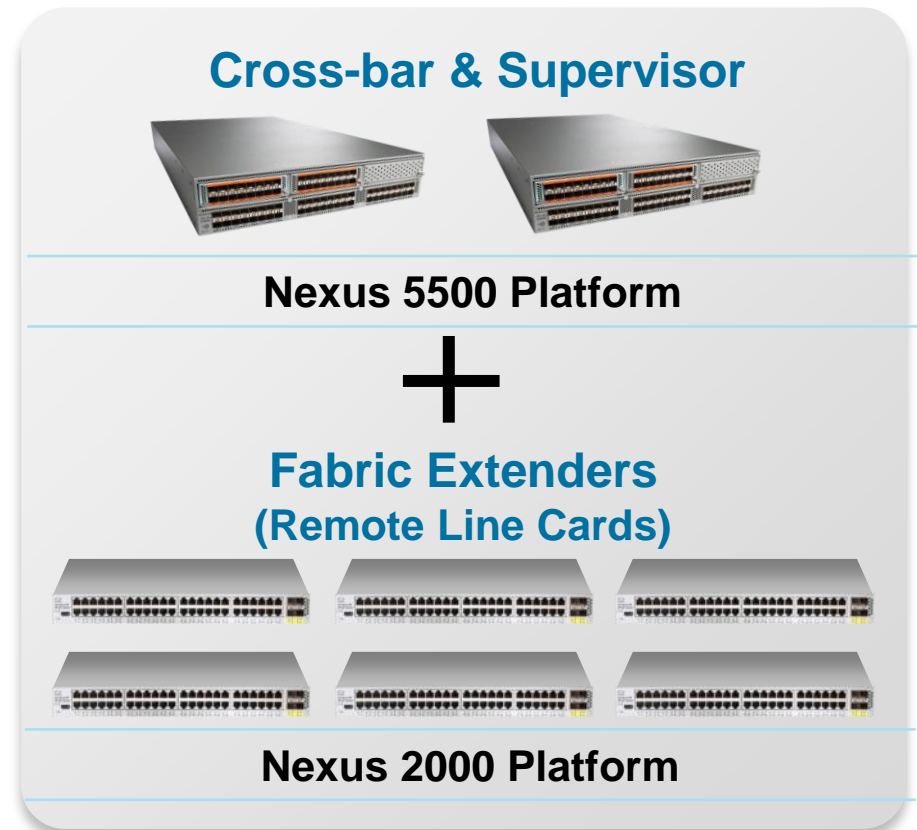 Cross-bar & Supervisor
Nexus 5500 Platform
+
Fabric Extenders
(Remote Line Cards)
Nexus 2000 Platform